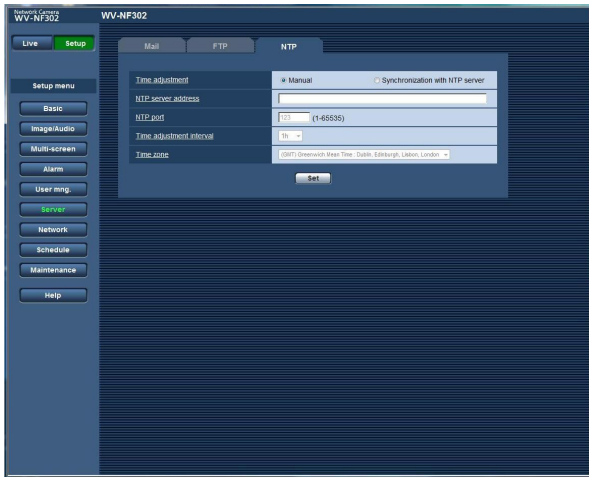 Network Camera
WV-NF302
WV-NF302
Live Setup
Mail FTP NTP
Setup menu
Basic
Image/Audio
Multi-screen
Alarm
User mng.
Server
Network
Schedule
Maintenance
Help
Time adjustment Manual Synchronization with NTP server
NTP server address
NTP port 123 (1-65535)
Time adjustment interval 1h
Time zone (GMT) Greenwich Mean Time : Dublin, Edinburgh, Lisbon, London
Set